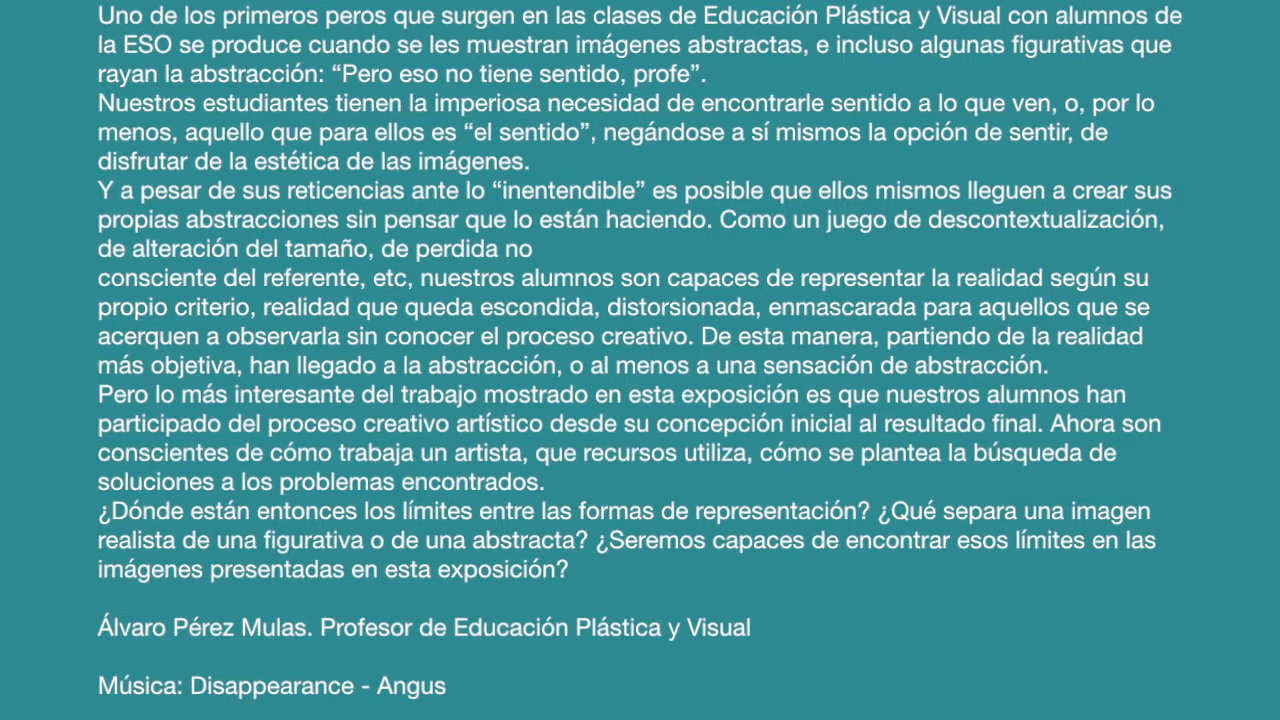 Uno de los primeros peros que surgen en las clases de Educación Plástica y Visual con alumnos de
la ESO se produce cuando se les muestran imágenes abstractas, e incluso algunas figurativas que
rayan la abstracción: “Pero eso no tiene sentido, profe”.
Nuestros estudiantes tienen la imperiosa necesidad de encontrarle sentido a lo que ven, o, por lo
menos, aquello que para ellos es “el sentido”, negándose a sí mismos la opción de sentir, de
disfrutar de la estética de las imágenes.
Y a pesar de sus reticencias ante lo “inentendible” es posible que ellos mismos lleguen a crear sus
propias abstracciones sin pensar que lo están haciendo. Como un juego de descontextualización,
de alteración del tamaño, de perdida no
consciente del referente, etc, nuestros alumnos son capaces de representar la realidad según su
propio criterio, realidad que queda escondida, distorsionada, enmascarada para aquellos que se
acerquen a observarla sin conocer el proceso creativo. De esta manera, partiendo de la realidad
más objetiva, han llegado a la abstracción, o al menos a una sensación de abstracción.
Pero lo más interesante del trabajo mostrado en esta exposición es que nuestros alumnos han
participado del proceso creativo artístico desde su concepción inicial al resultado final. Ahora son
conscientes de cómo trabaja un artista, que recursos utiliza, cómo se plantea la búsqueda de
soluciones a los problemas encontrados.
¿Dónde están entonces los límites entre las formas de representación? ¿Qué separa una imagen
realista de una figurativa o de una abstracta? ¿Seremos capaces de encontrar esos límites en las
imágenes presentadas en esta exposición?
Álvaro Pérez Mulas. Profesor de Educación Plástica y Visual
Música: Disappearance - Angus